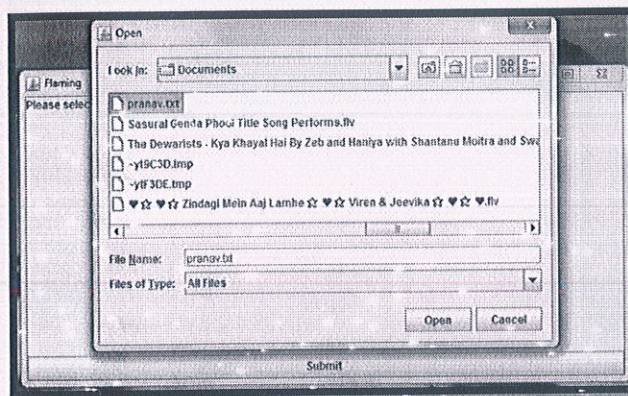 Open
Look In: Documents
Flaming
Please selec
pranav.txt
Sasural Genda Phool Title Song Performs.flv
The Dewarists - Kya Khayal Hai By Zeb and Haniya with Shantanu Moitra and Swa
~yt9C3D.tmp
~ytF3DE.tmp
♥☆ ♥☆ Zindagi Mein Aaj Lamhe ☆ ♥☆ Viren & Jeevika ☆ ♥☆ ♥.flv
File Name: pranav.txt
Files of Type: All Files
Open Cancel
Submit